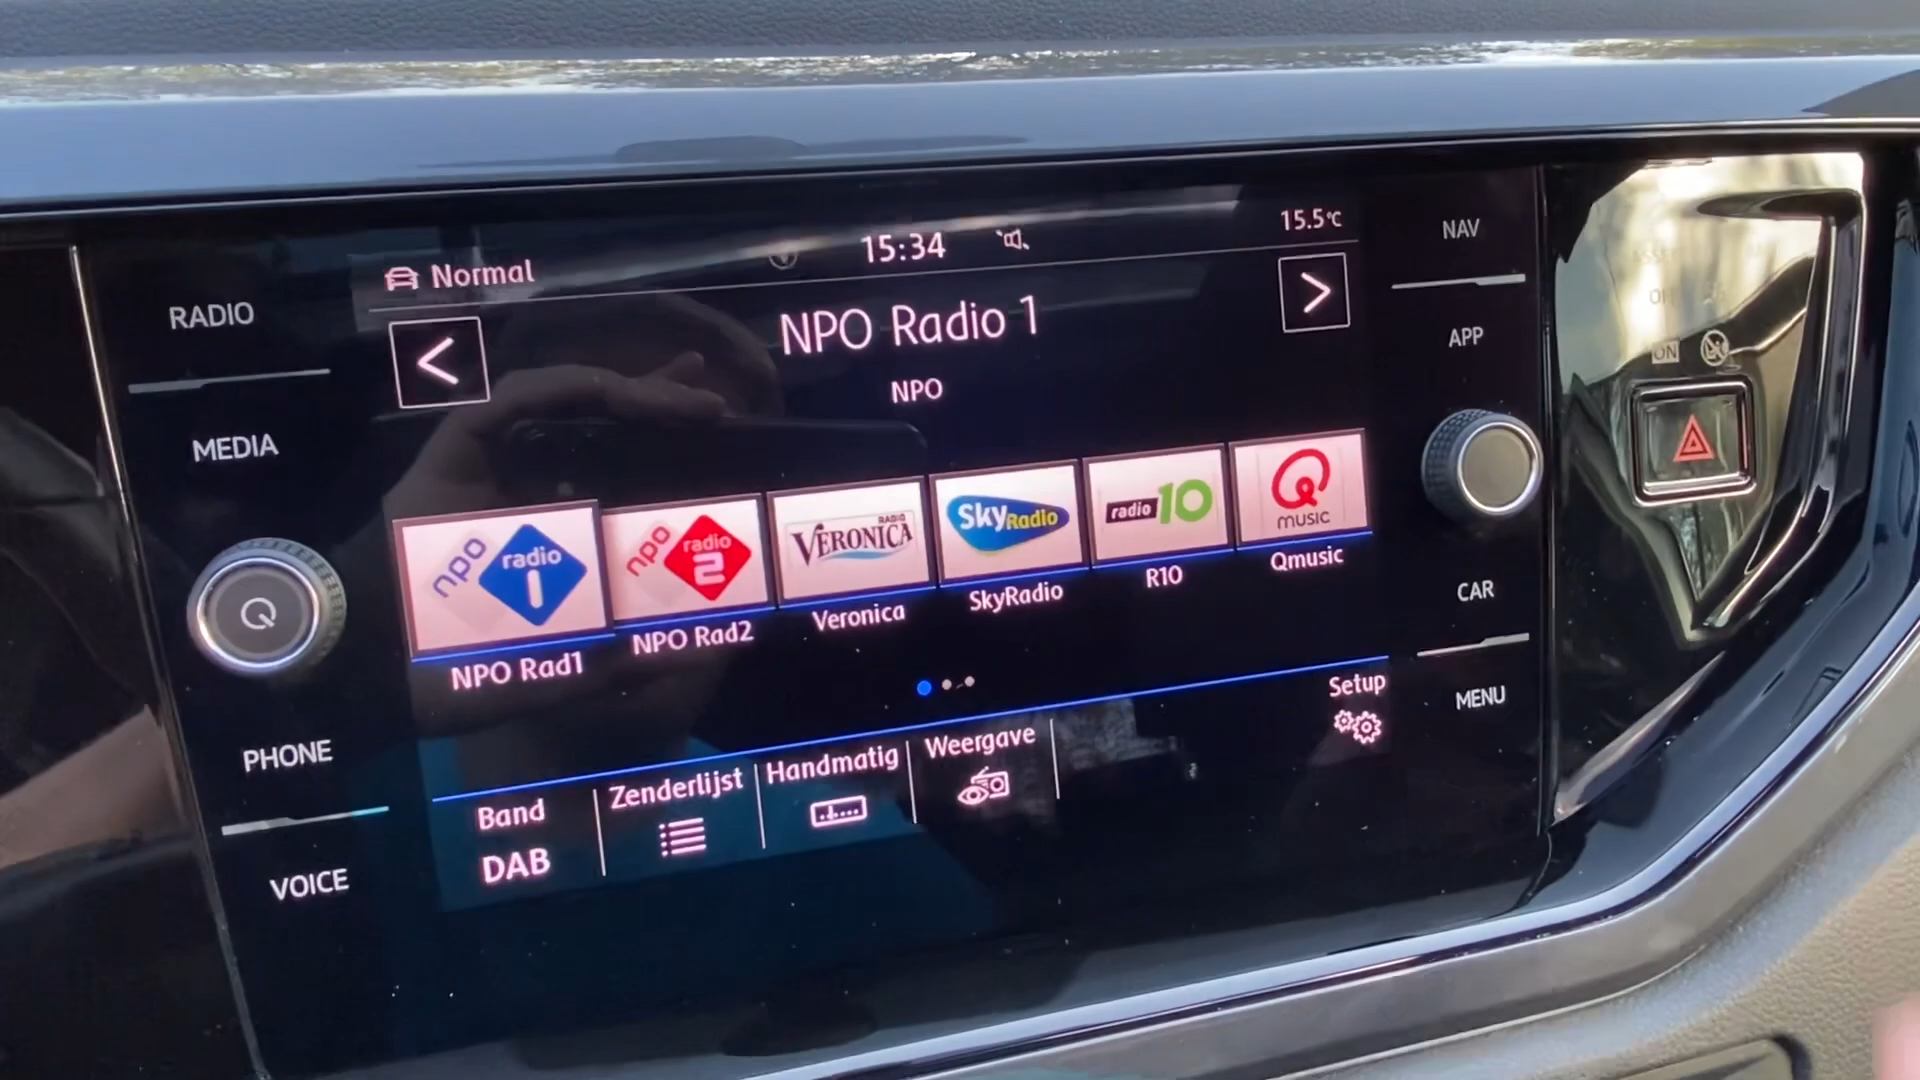 15:34
15.5°C
Normal
NAV
RADIO
NPO Radio 1
APP
NPO
MEDIA
npo radio 1
npo radio 2
RADIO VERONICA
Sky Radio
radio 10
Q MUSIC
ON
NPO Rad1
NPO Rad2
Veronica
SkyRadio
R10
Qmusic
CAR
PHONE
Setup
MENU
Band
DAB
Zenderlijst
Handmatig
Weergave
VOICE